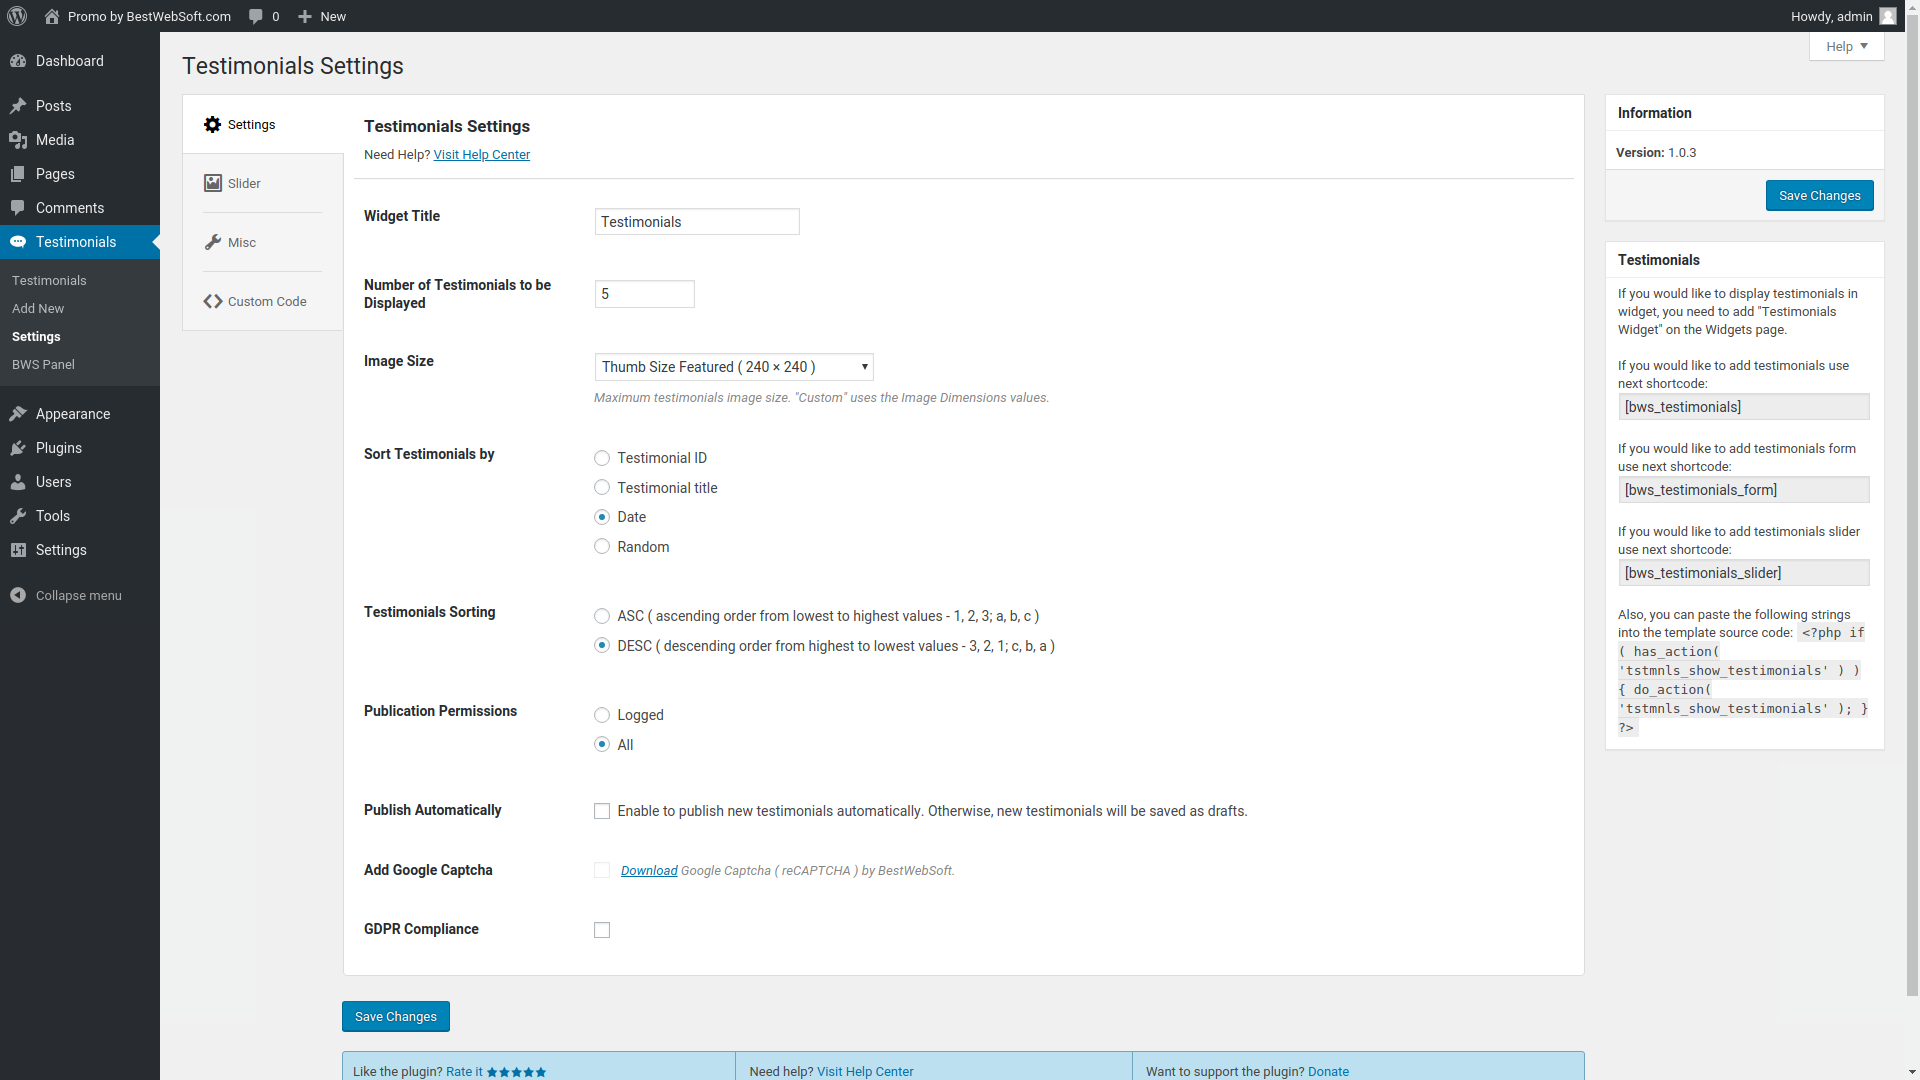 Promo by BestWebSoft.com 0 New Howdy, admin
Help
Dashboard
Posts
Media
Pages
Comments
Testimonials
Testimonials
Add New
Settings
BWS Panel
Appearance
Plugins
Users
Tools
Settings
Collapse menu
Testimonials Settings
Settings
Slider
Misc
Custom Code
Testimonials Settings
Need Help? Visit Help Center
Widget Title
Testimonials
Number of Testimonials to be
Displayed
5
Image Size
Thumb Size Featured ( 240 × 240 )
Maximum testimonials image size. "Custom" uses the Image Dimensions values.
Sort Testimonials by
Testimonial ID
Testimonial title
Date
Random
Testimonials Sorting
ASC ( ascending order from lowest to highest values - 1, 2, 3; a, b, c )
DESC ( descending order from highest to lowest values - 3, 2, 1; c, b, a )
Publication Permissions
Logged
All
Publish Automatically
Enable to publish new testimonials automatically. Otherwise, new testimonials will be saved as drafts.
Add Google Captcha
Download Google Captcha ( reCAPTCHA ) by BestWebSoft.
GDPR Compliance
Save Changes
Like the plugin? Rate it ★★★★★
Need help? Visit Help Center
Want to support the plugin? Donate
Information
Version: 1.0.3
Save Changes
Testimonials
If you would like to display testimonials in
widget, you need to add "Testimonials
Widget" on the Widgets page.
If you would like to add testimonials use
next shortcode:
[bws_testimonials]
If you would like to add testimonials form
use next shortcode:
[bws_testimonials_form]
If you would like to add testimonials slider
use next shortcode:
[bws_testimonials_slider]
Also, you can paste the following strings
into the template source code: <?php if
( has_action(
'tstmnls_show_testimonials' ) )
{ do_action(
'tstmnls_show_testimonials' ); }
?>